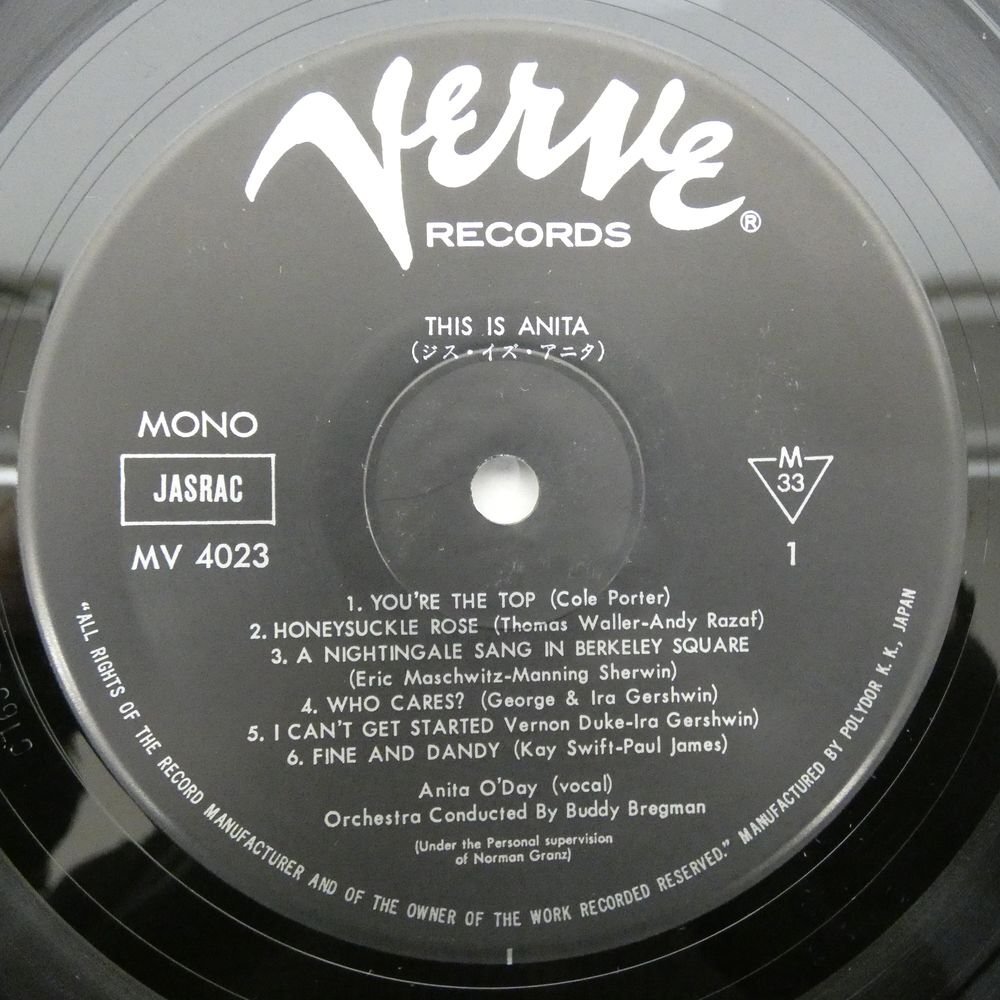 Verve
RECORDS ®
THIS IS ANITA
(ジス・イズ・アニタ)
MONO
JASRAC
MV 4023
M
33
1
1. YOU'RE THE TOP (Cole Porter)
2. HONEYSUCKLE ROSE (Thomas Waller-Andy Razaf)
3. A NIGHTINGALE SANG IN BERKELEY SQUARE
(Eric Maschwitz-Manning Sherwin)
4. WHO CARES? (George & Ira Gershwin)
5. I CAN'T GET STARTED Vernon Duke-Ira Gershwin)
6. FINE AND DANDY (Kay Swift-Paul James)
Anita O'Day (vocal)
Orchestra Conducted By Buddy Bregman
(Under the Personal supervision
of Norman Granz)
"ALL RIGHTS OF THE RECORD MANUFACTURER AND OF THE OWNER OF THE WORK RECORDED RESERVED." MANUFACTURED BY POLYDOR K. K., JAPAN